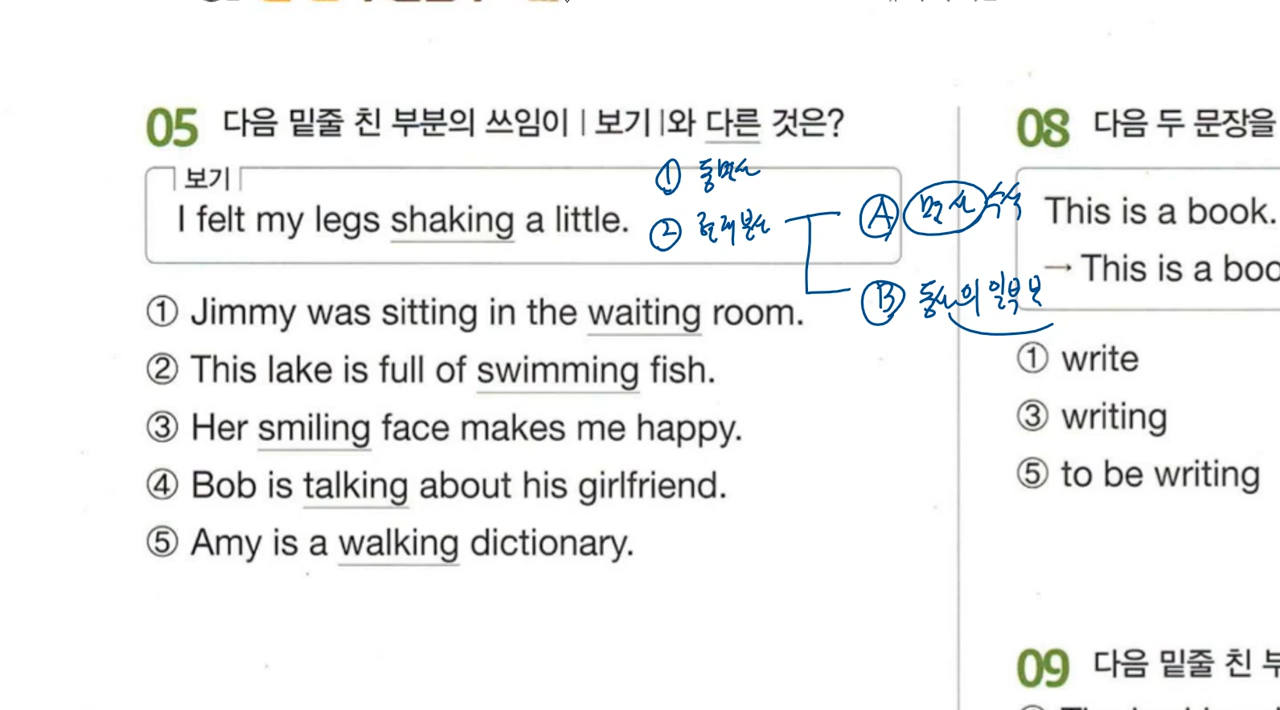 05 다음 밑줄 친 부분의 쓰임이 | 보기 |와 다른 것은?
보기
I felt my legs shaking a little.
① 동명사
② 현재분사
Ⓐ 명사 수식
Ⓑ 동사의 일부분
① Jimmy was sitting in the waiting room.
② This lake is full of swimming fish.
③ Her smiling face makes me happy.
④ Bob is talking about his girlfriend.
⑤ Amy is a walking dictionary.
08 다음 두 문장을
This is a book.
→ This is a boo
① write
③ writing
⑤ to be writing
09 다음 밑줄 친 부